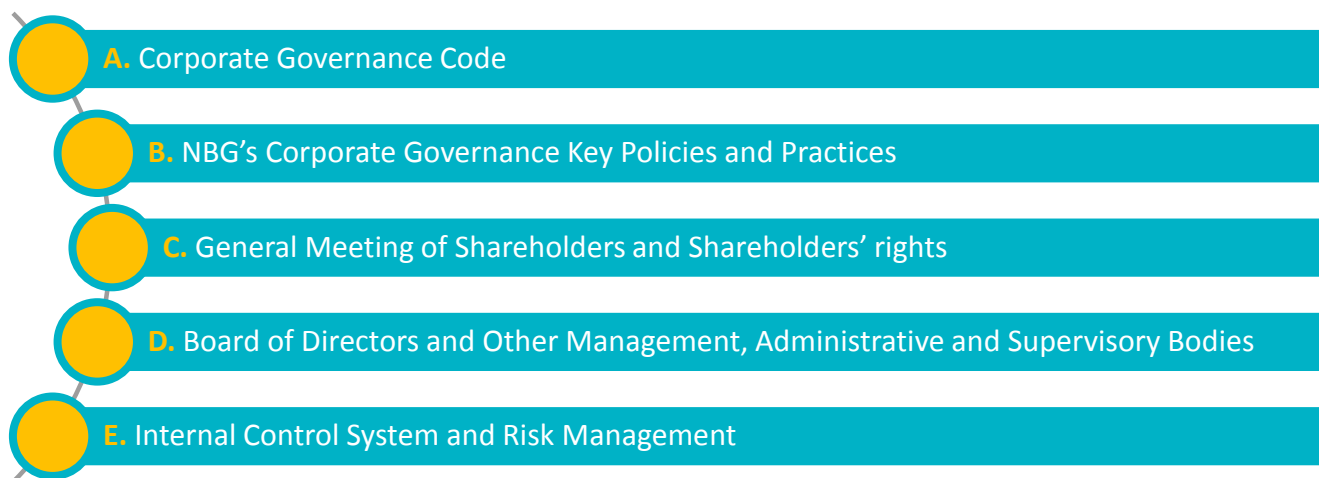 A. Corporate Governance Code
B. NBG’s Corporate Governance Key Policies and Practices
C. General Meeting of Shareholders and Shareholders’ rights
D. Board of Directors and Other Management, Administrative and Supervisory Bodies
E. Internal Control System and Risk Management